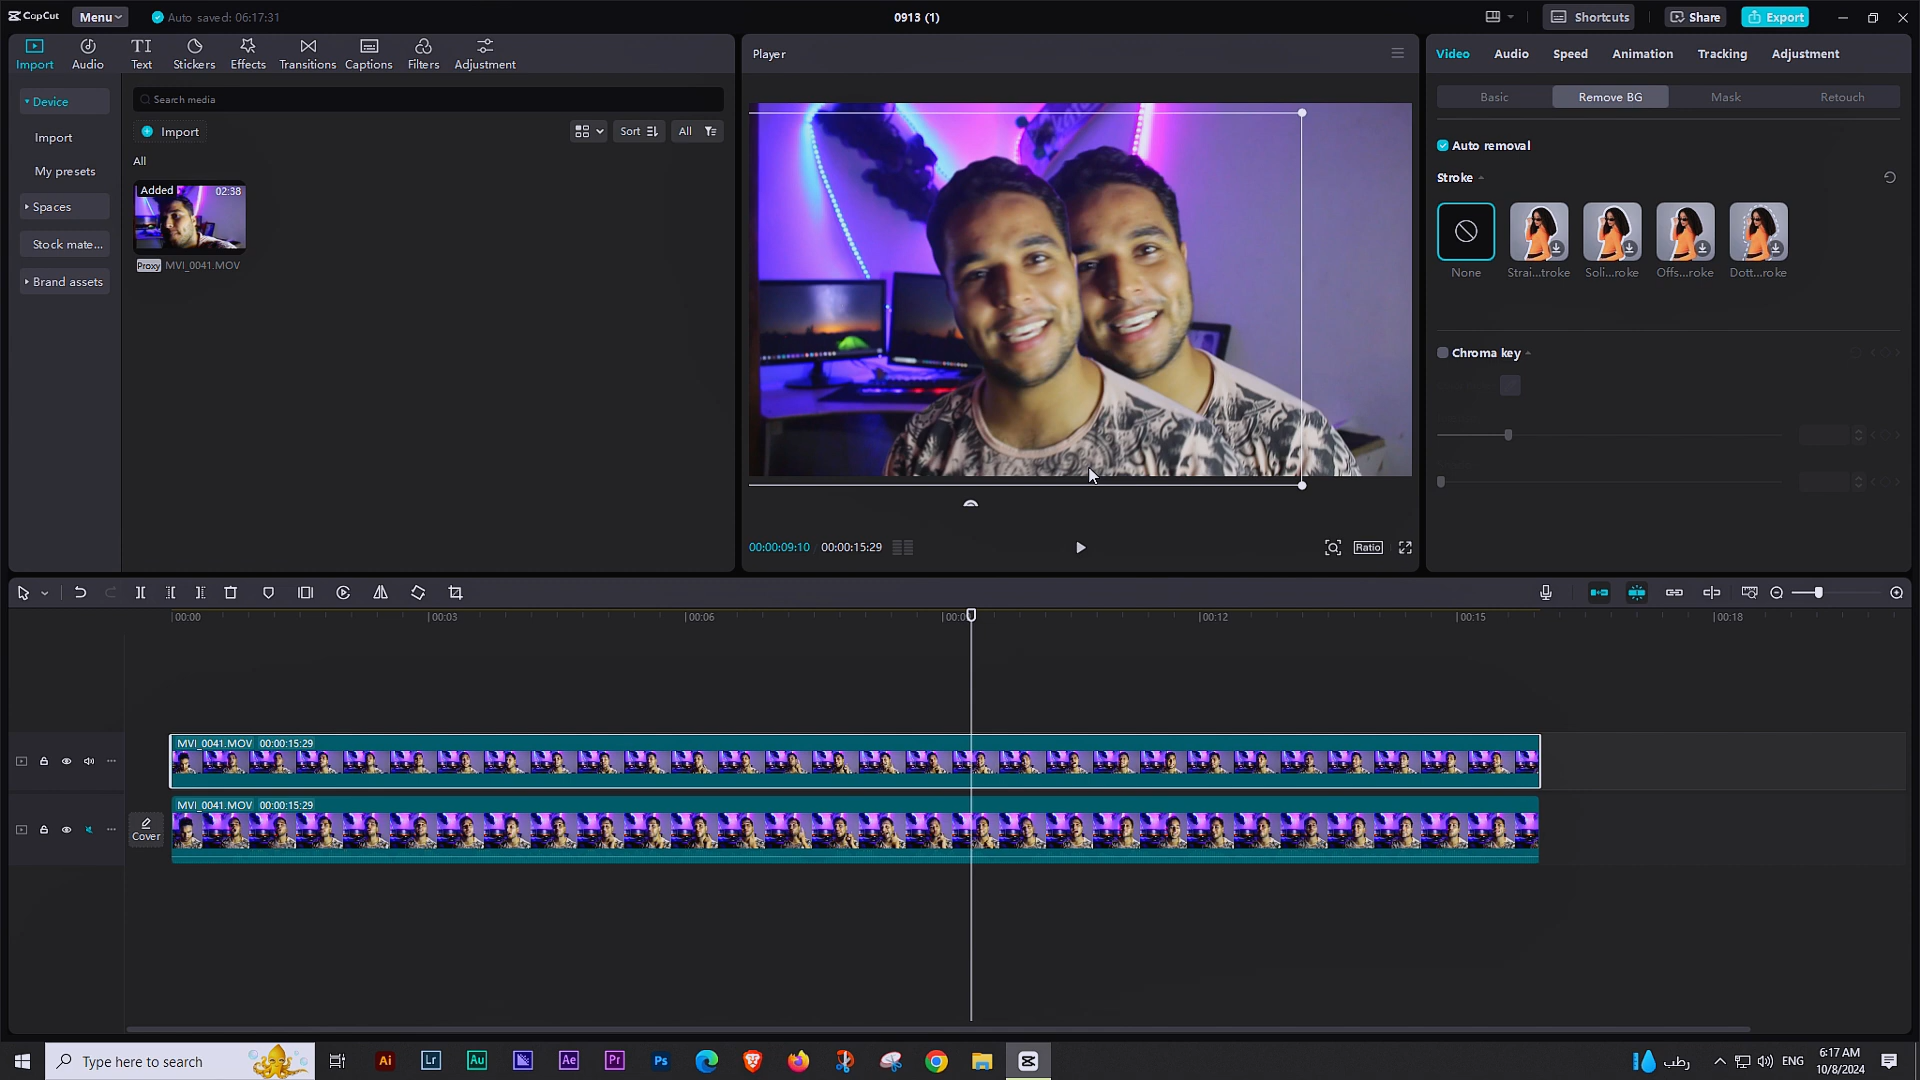 CapCut
Menu
Auto saved: 06:17:31
0913 (1)
Shortcuts
Share
Export
Import
Audio
Text
Stickers
Effects
Transitions
Captions
Filters
Adjustment
Device
Import
My presets
Spaces
Stock mate...
Brand assets
Search media
Import
Sort
All
All
Added
02:38
Proxy MVI_0041.MOV
Player
00:00:09:10
00:00:15:29
Ratio
Video
Audio
Speed
Animation
Tracking
Adjustment
Basic
Remove BG
Mask
Retouch
Auto removal
Stroke
None
Strai...troke
Soli...roke
Offs...roke
Dott...roke
Chroma key
00:00
00:03
00:06
00:12
00:15
00:18
MVI_0041.MOV 00:00:15:29
MVI_0041.MOV 00:00:15:29
Cover
Type here to search
Ai
Lr
Au
Ae
Pr
Ps
رطب
ENG
6:17 AM
10/8/2024